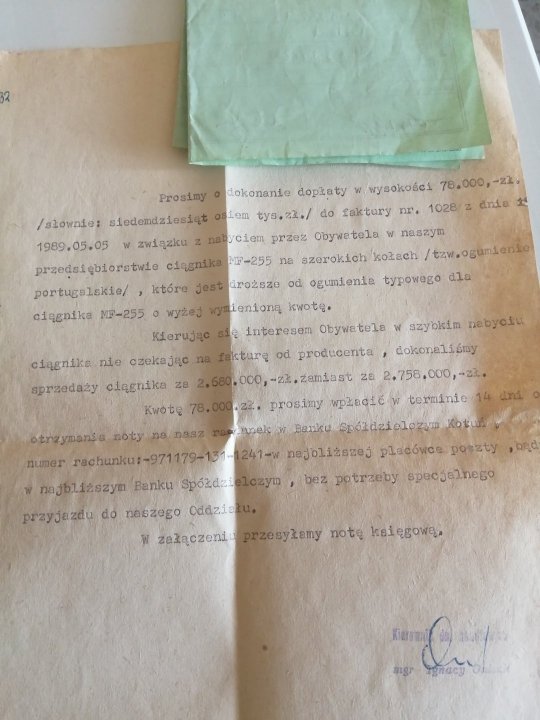 32
Prosimy o dokonanie dopłaty w wysokości 78.000,-zł.
/słownie: siedemdziesiąt osiem tys.zł./ do faktury nr. 1028 z dnia
1989.05.05 w związku z nabyciem przez Obywatela w naszym
przedsiębiorstwie ciągnika MF-255 na szerokich kołach /tzw.ogumienie
portugalskie/ , które jest droższe od ogumienia typowego dla
ciągnika MF-255 o wyżej wymienioną kwotę.
Kierując się interesem Obywatela w szybkim nabyciu
ciągnika nie czekając na fakturę od producenta , dokonaliśmy
sprzedaży ciągnika za 2.680.000,-zł.zamiast za 2.758.000,-zł.
Kwotę 78.000.zł. prosimy wpłacić w terminie 14 dni o
otrzymania noty na nasz rachunek w Banku Spółdzielczym Kotuń ,
numer rachunku:-971179-131-1241-w najbliższej placówce poczty ,bąd
w najbliższym Banku Spółdzielczym , bez potrzeby specjalnego
przyjazdu do naszego Oddziału.
W załączeniu przesyłamy notę księgową.
Kierownik
mgr Ignacy